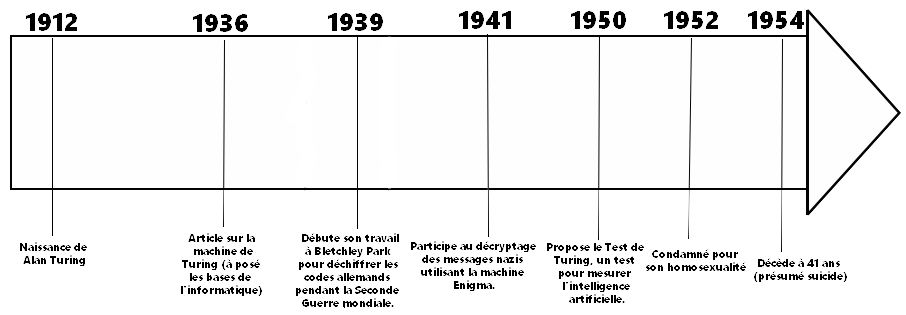 1912 1936 1939 1941 1950 1952 1954
Naissance de
Alan Turing
Article sur la
machine de
Turing (à posé
les bases de
l'informatique)
Débute son travail
à Bletchley Park
pour déchiffrer les
codes allemands
pendant la Seconde
Guerre mondiale.
Participe au décryptage
des messages nazis
utilisant la machine
Enigma.
Propose le Test de
Turing, un test
pour mesurer
l'intelligence
artificielle.
Condamné pour
son homosexualité
Décède à 41 ans
(présumé suicide)